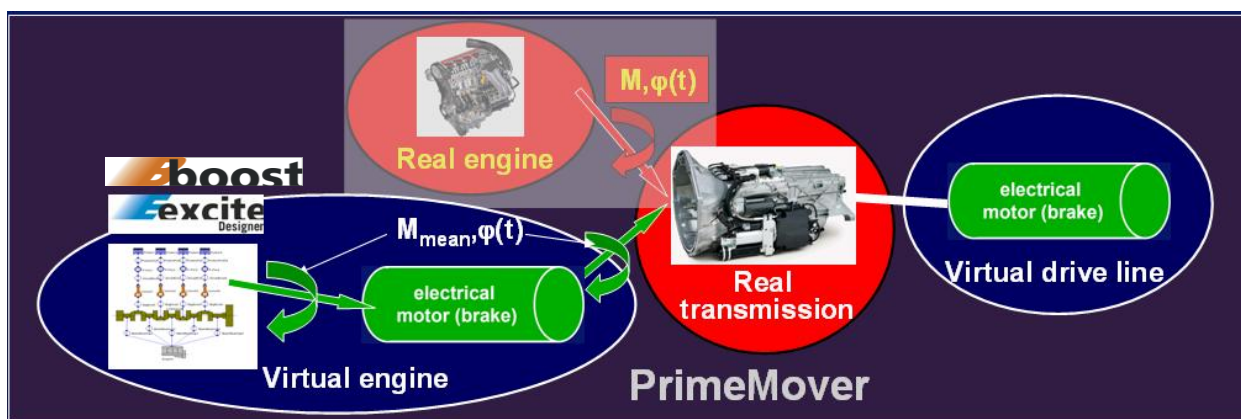 M,φ(t)
Real engine
boost
excite
Designer
M_mean,φ(t)
electrical
motor (brake)
Virtual engine
Real
transmission
electrical
motor (brake)
Virtual drive line
PrimeMover